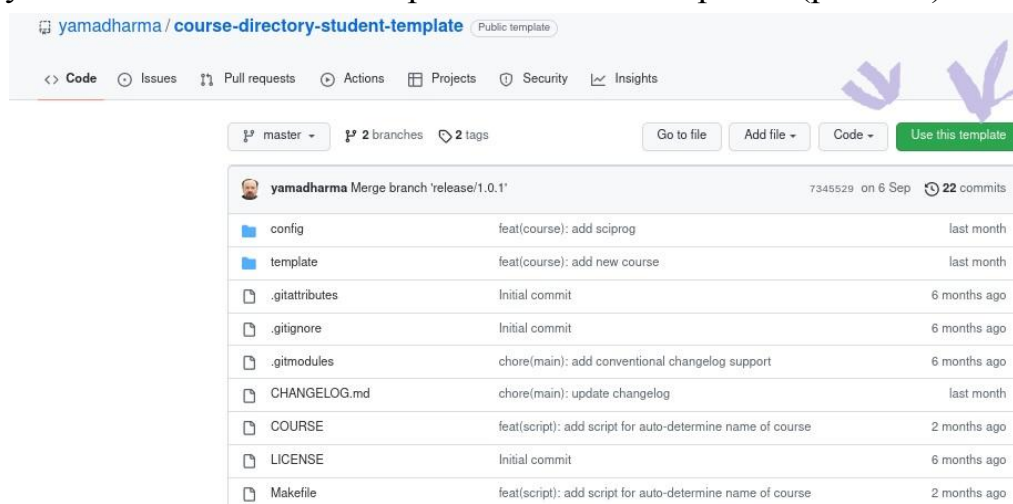 yamadharma / course-directory-student-template Public template
Code Issues Pull requests Actions Projects Security Insights
master 2 branches 2 tags Go to file Add file Code Use this template
yamadharma Merge branch 'release/1.0.1' 7345529 on 6 Sep 22 commits
config feat(course): add sciprog last month
template feat(course): add new course last month
.gitattributes Initial commit 6 months ago
.gitignore Initial commit 6 months ago
.gitmodules chore(main): add conventional changelog support 6 months ago
CHANGELOG.md chore(main): update changelog last month
COURSE feat(script): add script for auto-determine name of course 2 months ago
LICENSE Initial commit 6 months ago
Makefile feat(script): add script for auto-determine name of course 2 months ago